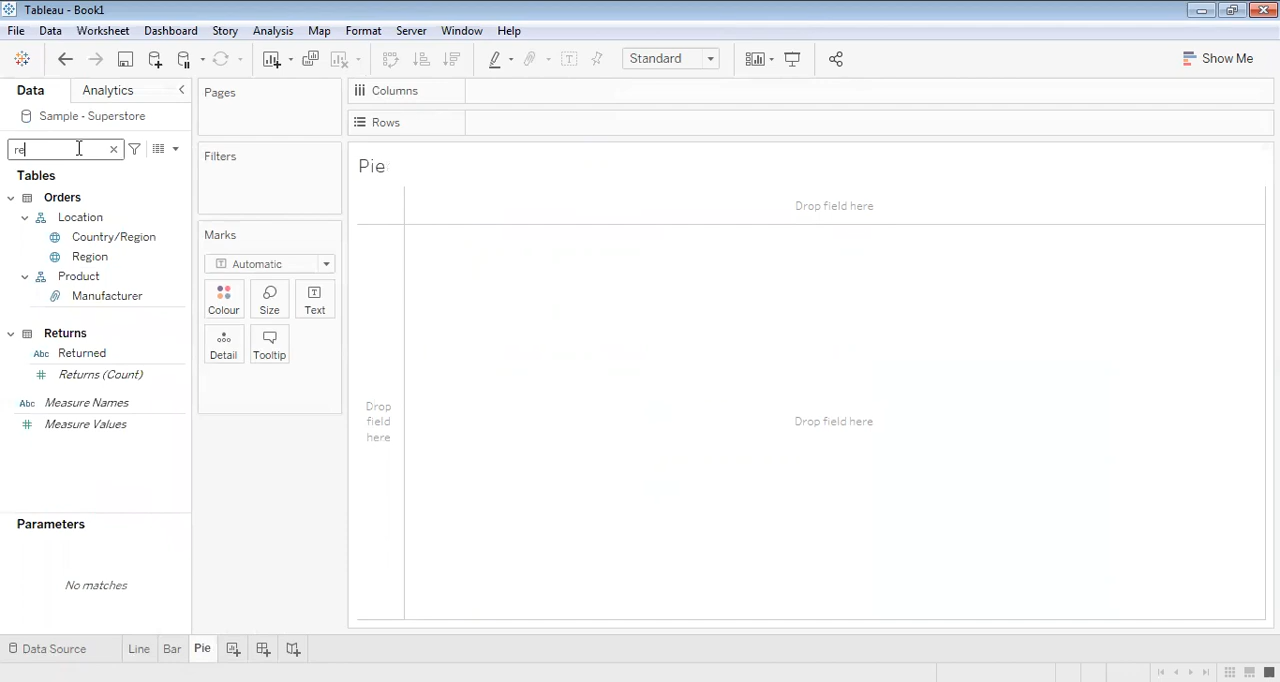 Tableau - Book1
File Data Worksheet Dashboard Story Analysis Map Format Server Window Help
Standard
Show Me
Data Analytics
Sample - Superstore
re
Tables
Orders
Location
Country/Region
Region
Product
Manufacturer
Returns
Abc Returned
Returns (Count)
Abc Measure Names
Measure Values
Parameters
No matches
Pages
Filters
Marks
Automatic
Colour Size Text
Detail Tooltip
Columns
Rows
Pie
Drop field here
Drop
field
here
Drop field here
Data Source Line Bar Pie